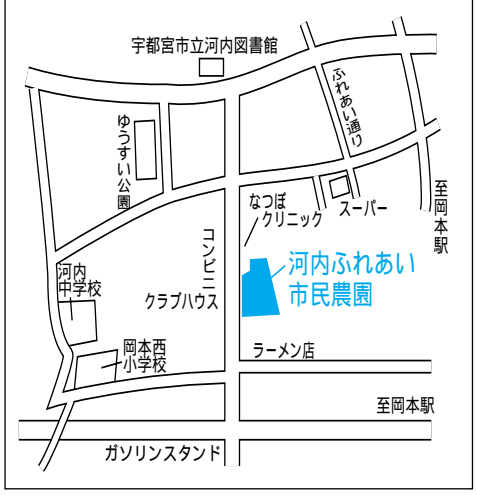 宇都宮市立河内図書館
ふれあい通り
ゆうすい公園
なつぼ
クリニック
スーパー
至岡本駅
コンビニ
河内
中学校
クラブハウス
河内ふれあい
市民農園
岡本西
小学校
ラーメン店
至岡本駅
ガソリンスタンド